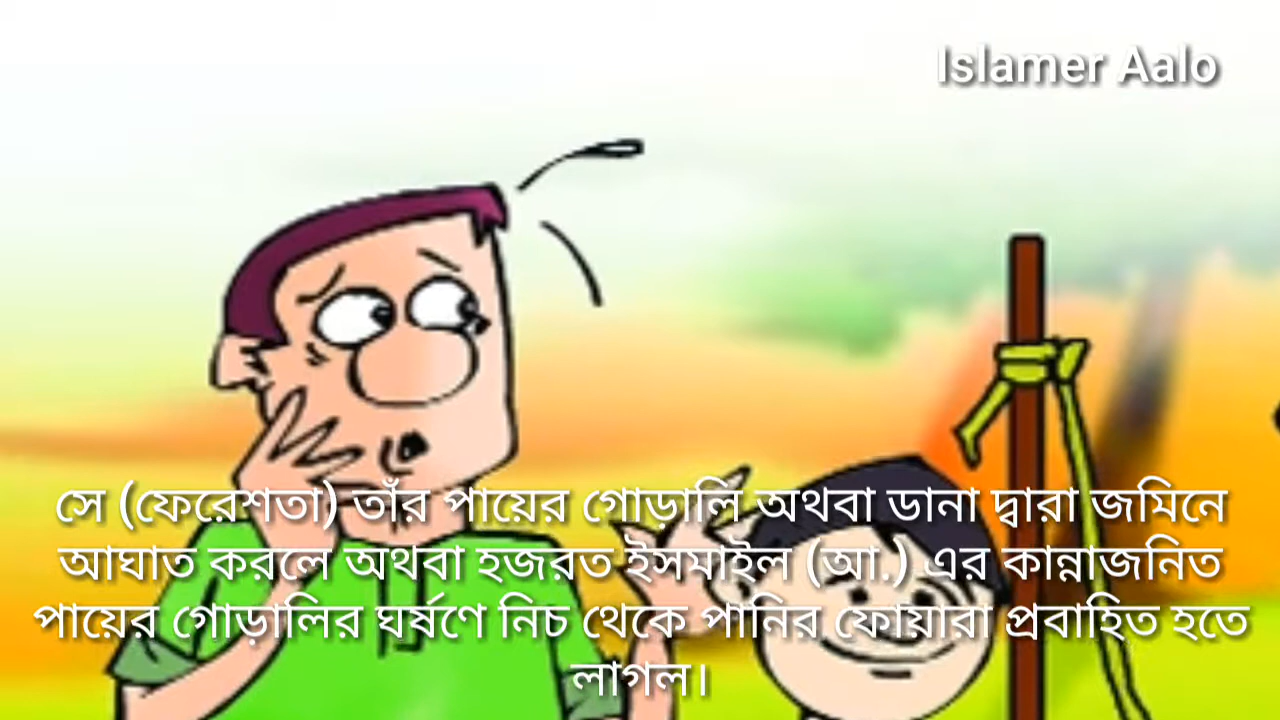 Islamer Aalo
সে (ফেরেশতা) তাঁর পায়ের গোড়ালি অথবা ডানা দ্বারা জমিনে
আঘাত করলে অথবা হজরত ইসমাইল (আ.) এর কান্নাজনিত
পায়ের গোড়ালির ঘর্ষণে নিচ থেকে পানির ফোয়ারা প্রবাহিত হতে
লাগল।